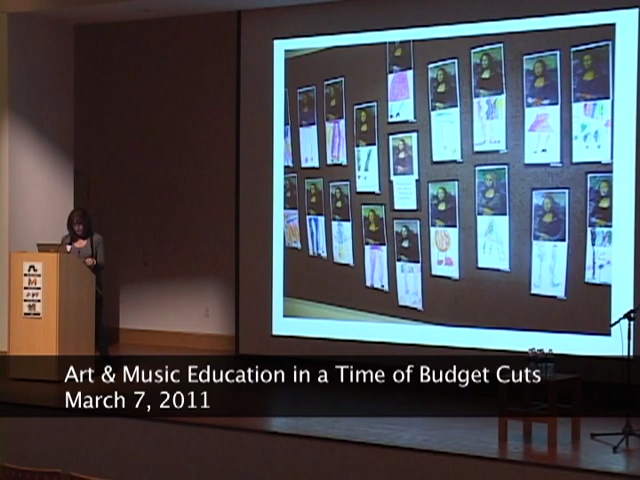 Art & Music Education in a Time of Budget Cuts
March 7, 2011